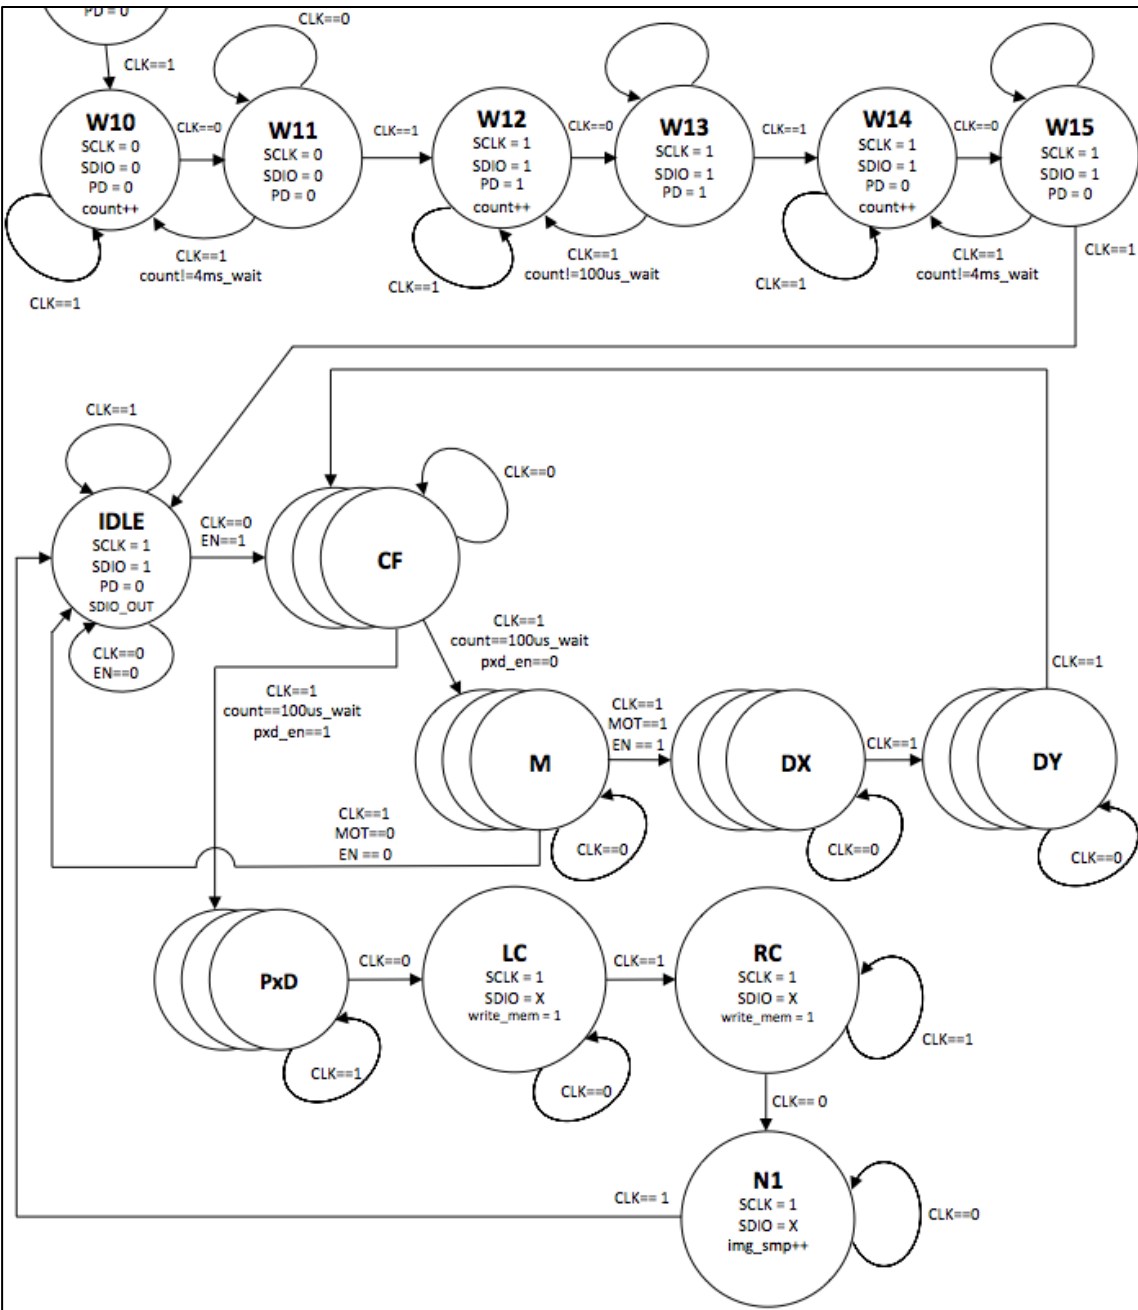 PD = 0
CLK==1
CLK==0
W10
SCLK = 0
SDIO = 0
PD = 0
count++
CLK==0
W11
SCLK = 0
SDIO = 0
PD = 0
CLK==1
W12
SCLK = 1
SDIO = 1
PD = 1
count++
CLK==0
W13
SCLK = 1
SDIO = 1
PD = 1
CLK==1
W14
SCLK = 1
SDIO = 1
PD = 0
count++
CLK==0
W15
SCLK = 1
SDIO = 1
PD = 0
CLK==1
CLK==1
count!=4ms_wait
CLK==1
CLK==1
count!=100us_wait
CLK==1
CLK==1
count!=4ms_wait
CLK==1
CLK==1
IDLE
SCLK = 1
SDIO = 1
PD = 0
SDIO_OUT
CLK==0
EN==1
CLK==0
EN==0
CF
CLK==0
CLK==1
count==100us_wait
pxd_en==0
CLK==1
count==100us_wait
pxd_en==1
M
CLK==0
CLK==1
MOT==1
EN == 1
DX
CLK==0
CLK==1
DY
CLK==0
CLK==1
CLK==1
MOT==0
EN == 0
PxD
CLK==1
CLK==0
LC
SCLK = 1
SDIO = X
write_mem = 1
CLK==0
CLK==1
RC
SCLK = 1
SDIO = X
write_mem = 1
CLK==1
CLK== 0
N1
SCLK = 1
SDIO = X
img_smp++
CLK==0
CLK== 1